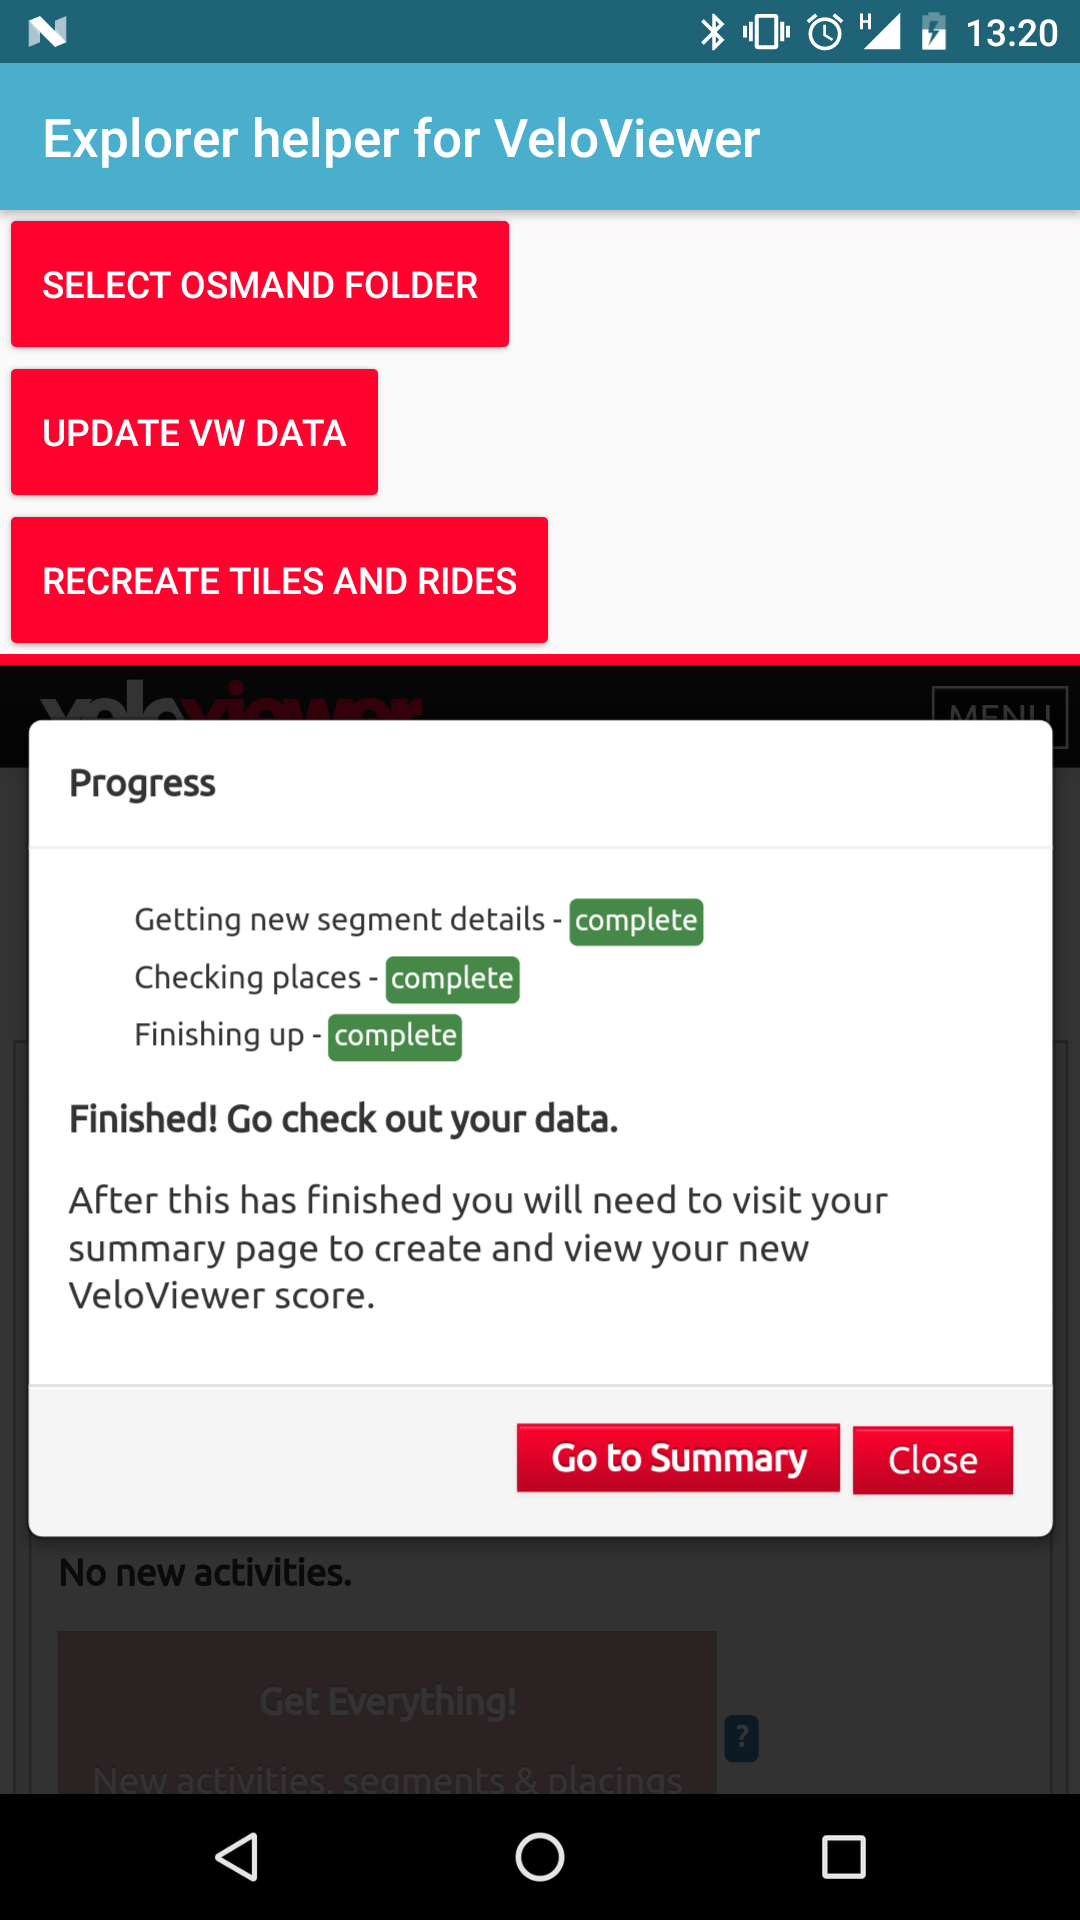 H 13:20
Explorer helper for VeloViewer
SELECT OSMAND FOLDER
UPDATE VW DATA
RECREATE TILES AND RIDES
veloviewer MENU
Progress
Getting new segment details - complete
Checking places - complete
Finishing up - complete
Finished! Go check out your data.
After this has finished you will need to visit your
summary page to create and view your new
VeloViewer score.
Go to Summary Close
No new activities.
Get Everything!
?
New activities, segments & placings